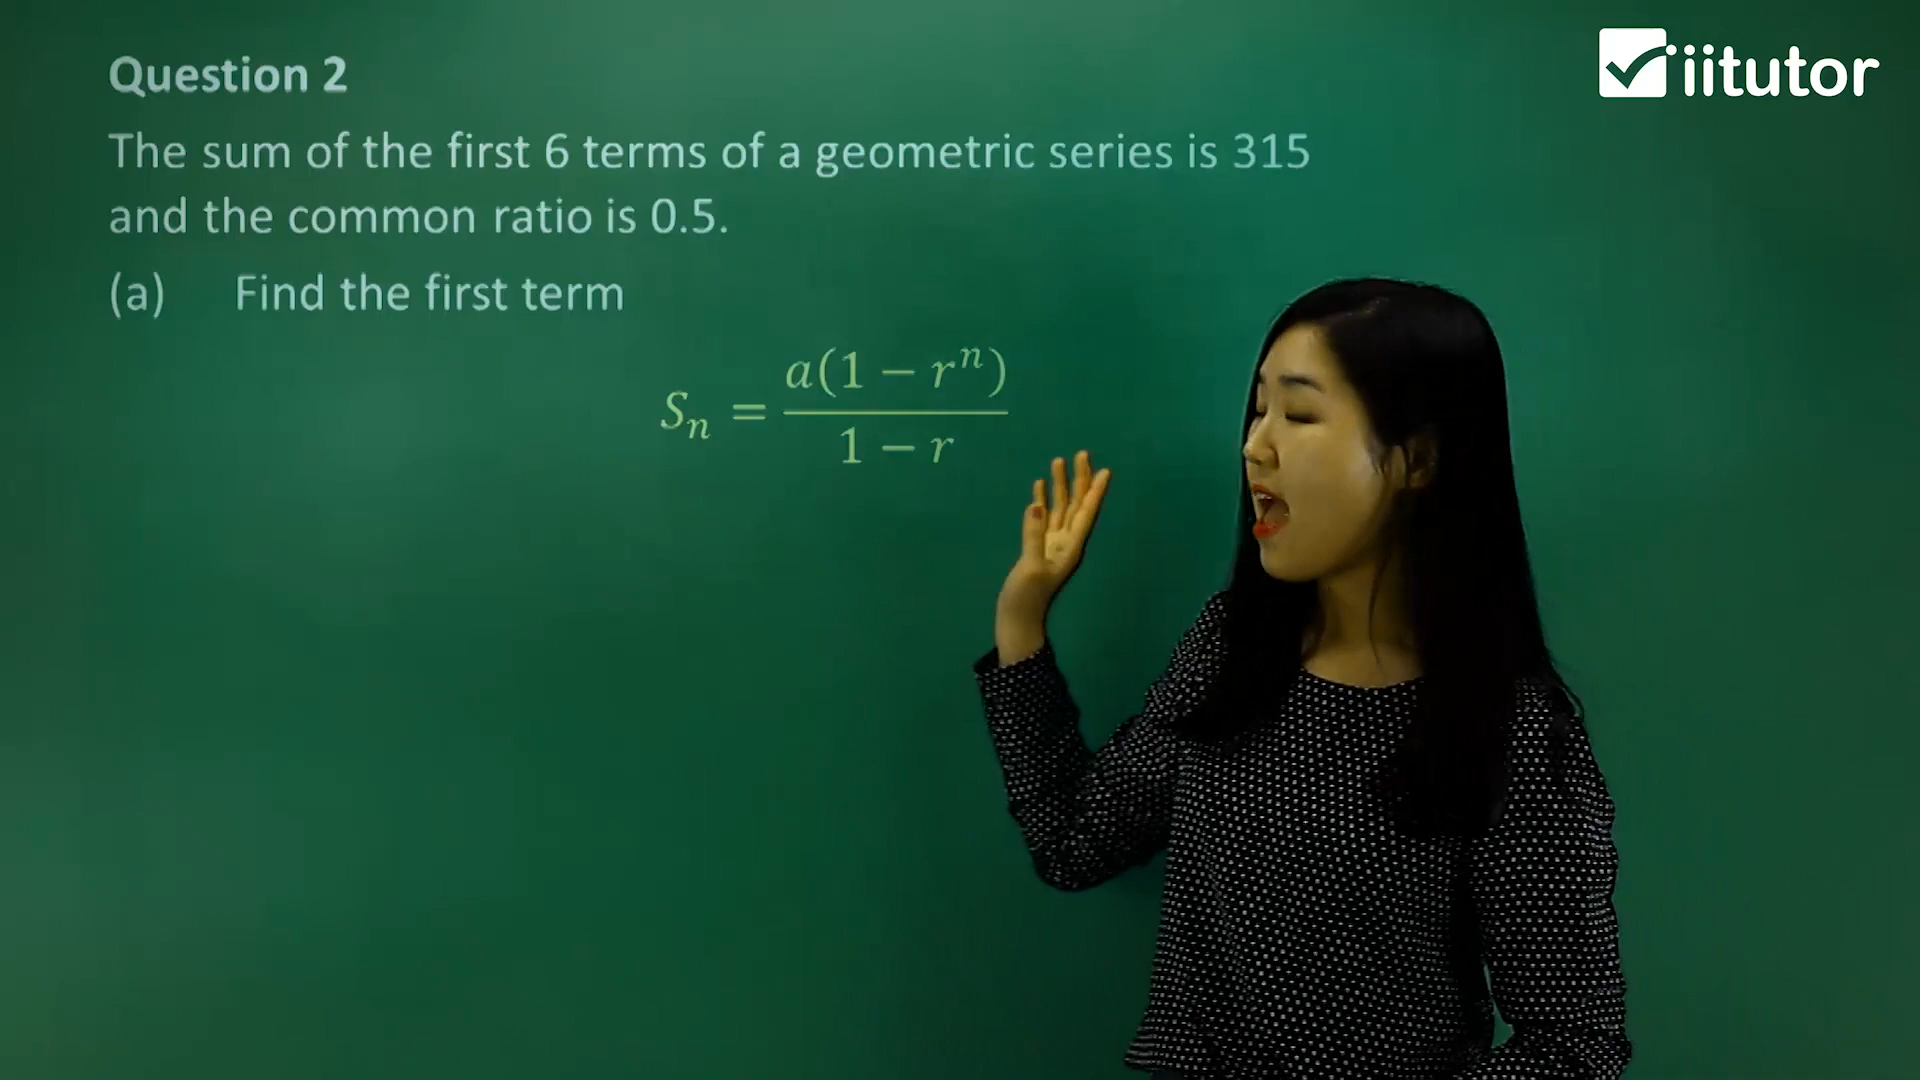 iitutor
Question 2
The sum of the first 6 terms of a geometric series is 315
and the common ratio is 0.5.
(a) Find the first term
Sₙ = a(1 − rⁿ) / 1 − r